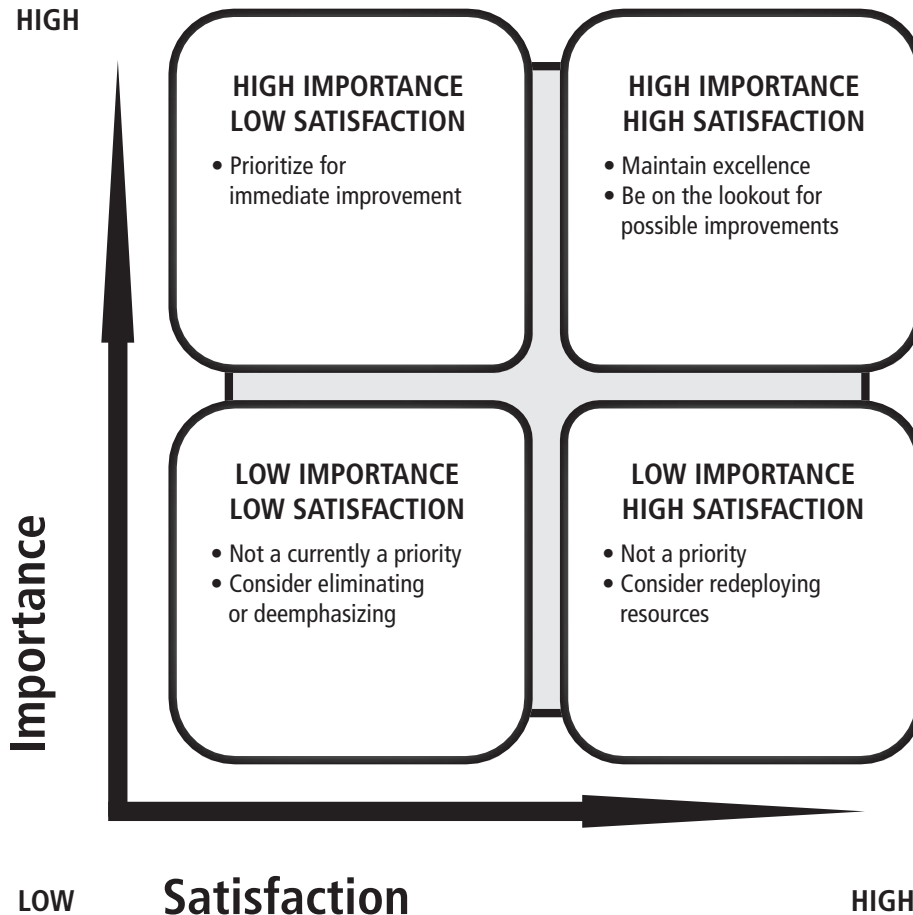 HIGH
HIGH IMPORTANCE
LOW SATISFACTION
• Prioritize for
immediate improvement
HIGH IMPORTANCE
HIGH SATISFACTION
• Maintain excellence
• Be on the lookout for
possible improvements
LOW IMPORTANCE
LOW SATISFACTION
• Not a currently a priority
• Consider eliminating
or deemphasizing
LOW IMPORTANCE
HIGH SATISFACTION
• Not a priority
• Consider redeploying
resources
Importance
LOW
Satisfaction
HIGH